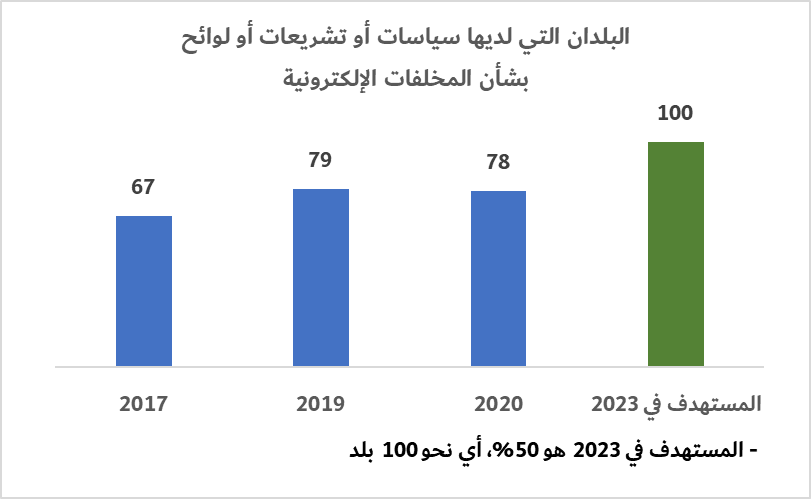 البلدان التي لديها سياسات أو تشريعات أو لوائح
بشأن المخلفات الإلكترونية
67
79
78
100
2017
2019
2020
المستهدف في 2023
- المستهدف في 2023 هو 50%، أي نحو 100 بلد